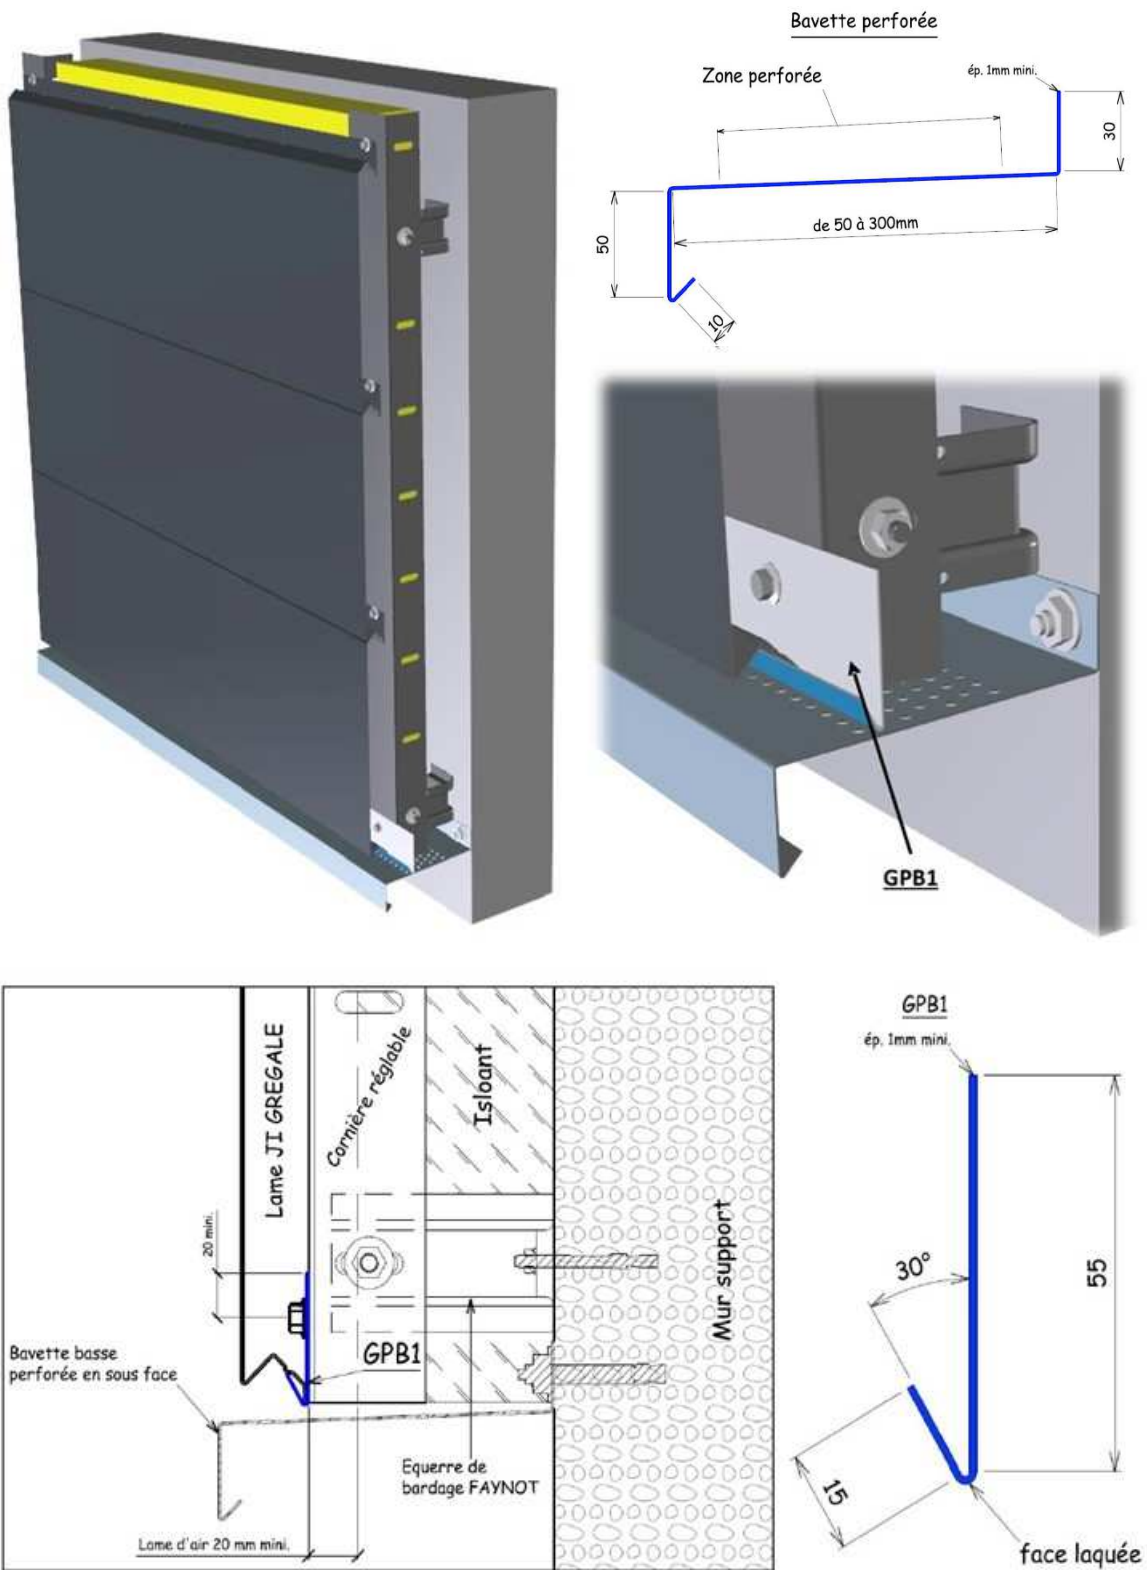 Bavette perforée
Zone perforée
ép. 1mm mini.
30
de 50 à 300mm
50
10
GPB1
Lame JI GREGALE
Cornière réglable
Isloant
Mur support
20 mini.
GPB1
Bavette basse
perforée en sous face
Equerre de
bardage FAYNOT
Lame d'air 20 mm mini.
GPB1
ép. 1mm mini.
30°
55
15
face laquée